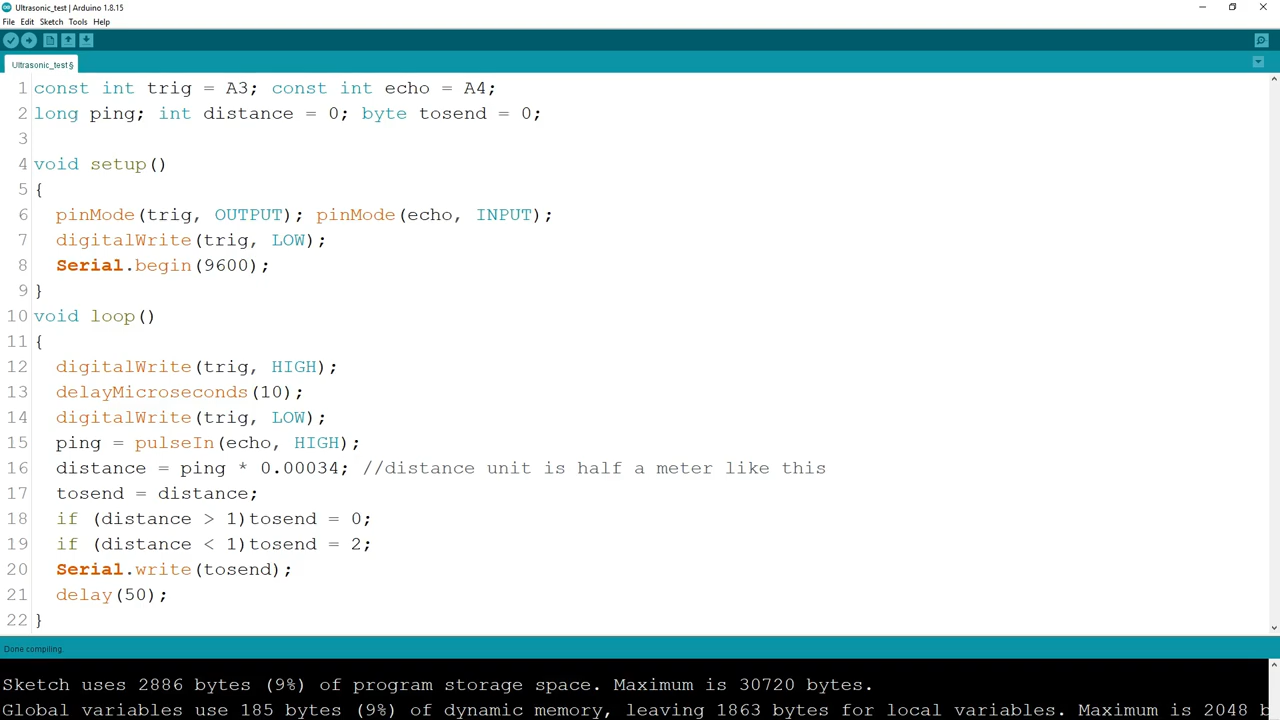 Ultrasonic_test | Arduino 1.8.15
File Edit Sketch Tools Help
Ultrasonic_test §
1 const int trig = A3; const int echo = A4;
2 long ping; int distance = 0; byte tosend = 0;
3
4 void setup()
5 {
6 pinMode(trig, OUTPUT); pinMode(echo, INPUT);
7 digitalWrite(trig, LOW);
8 Serial.begin(9600);
9 }
10 void loop()
11 {
12 digitalWrite(trig, HIGH);
13 delayMicroseconds(10);
14 digitalWrite(trig, LOW);
15 ping = pulseIn(echo, HIGH);
16 distance = ping * 0.00034; //distance unit is half a meter like this
17 tosend = distance;
18 if (distance > 1)tosend = 0;
19 if (distance < 1)tosend = 2;
20 Serial.write(tosend);
21 delay(50);
22 }
Done compiling.
Sketch uses 2886 bytes (9%) of program storage space. Maximum is 30720 bytes.
Global variables use 185 bytes (9%) of dynamic memory, leaving 1863 bytes for local variables. Maximum is 2048 b